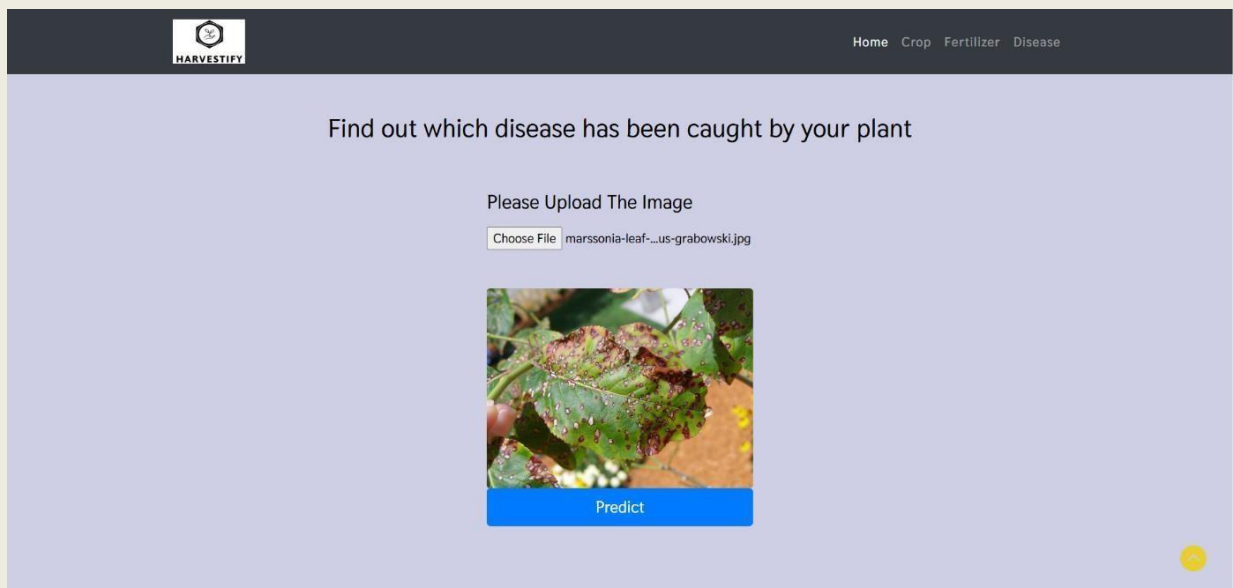 HARVESTIFY
Home Crop Fertilizer Disease
Find out which disease has been caught by your plant
Please Upload The Image
Choose File marssonia-leaf-...us-grabowski.jpg
Predict